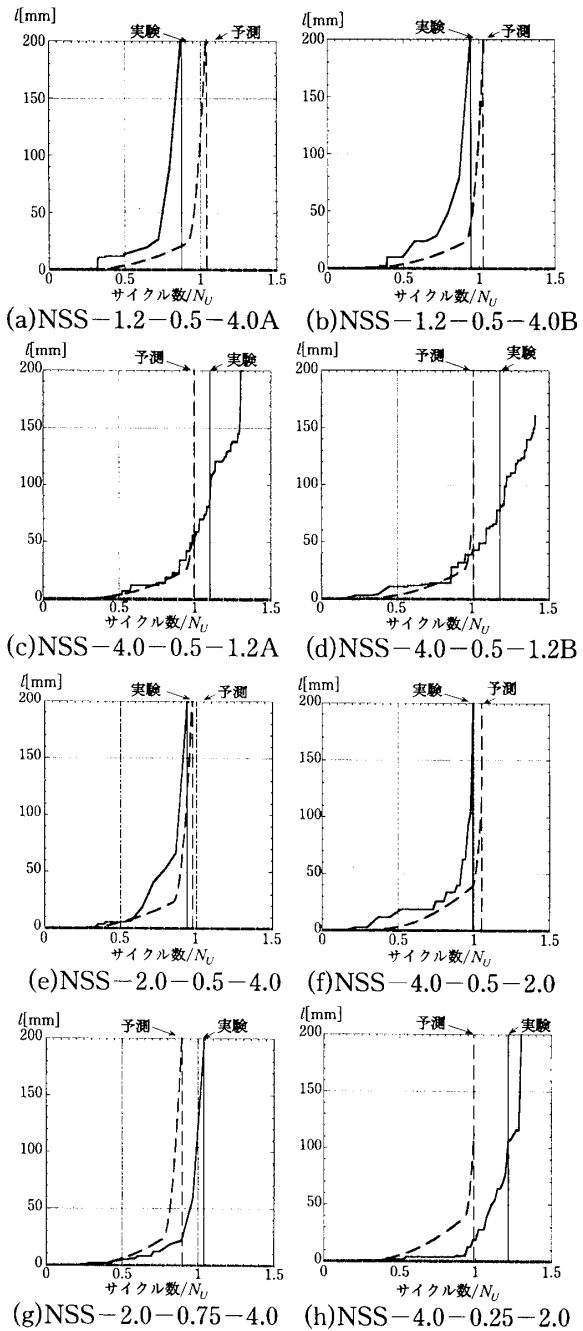 l[mm]
実験 予測
200
150
100
50
0
0 0.5 1 1.5
サイクル数/N_U
(a)NSS−1.2−0.5−4.0A
l[mm]
実験 予測
200
150
100
50
0
0 0.5 1 1.5
サイクル数/N_U
(b)NSS−1.2−0.5−4.0B
l[mm]
予測 実験
200
150
100
50
0
0.5 1 1.5
サイクル数/N_U
(c)NSS−4.0−0.5−1.2A
l[mm]
予測 実験
200
150
100
50
0
0.5 1 1.5
サイクル数/N_U
(d)NSS−4.0−0.5−1.2B
l[mm]
実験 予測
200
150
100
50
0
0.5 1 1.5
サイクル数/N_U
(e)NSS−2.0−0.5−4.0
l[mm]
実験 予測
200
150
100
50
0
0.5 1 1.5
サイクル数/N_U
(f)NSS−4.0−0.5−2.0
l[mm]
予測 実験
200
150
100
50
0
0.5 1 1.5
サイクル数/N_U
(g)NSS−2.0−0.75−4.0
l[mm]
予測 実験
200
150
100
50
0
0.5 1 1.5
サイクル数/N_U
(h)NSS−4.0−0.25−2.0